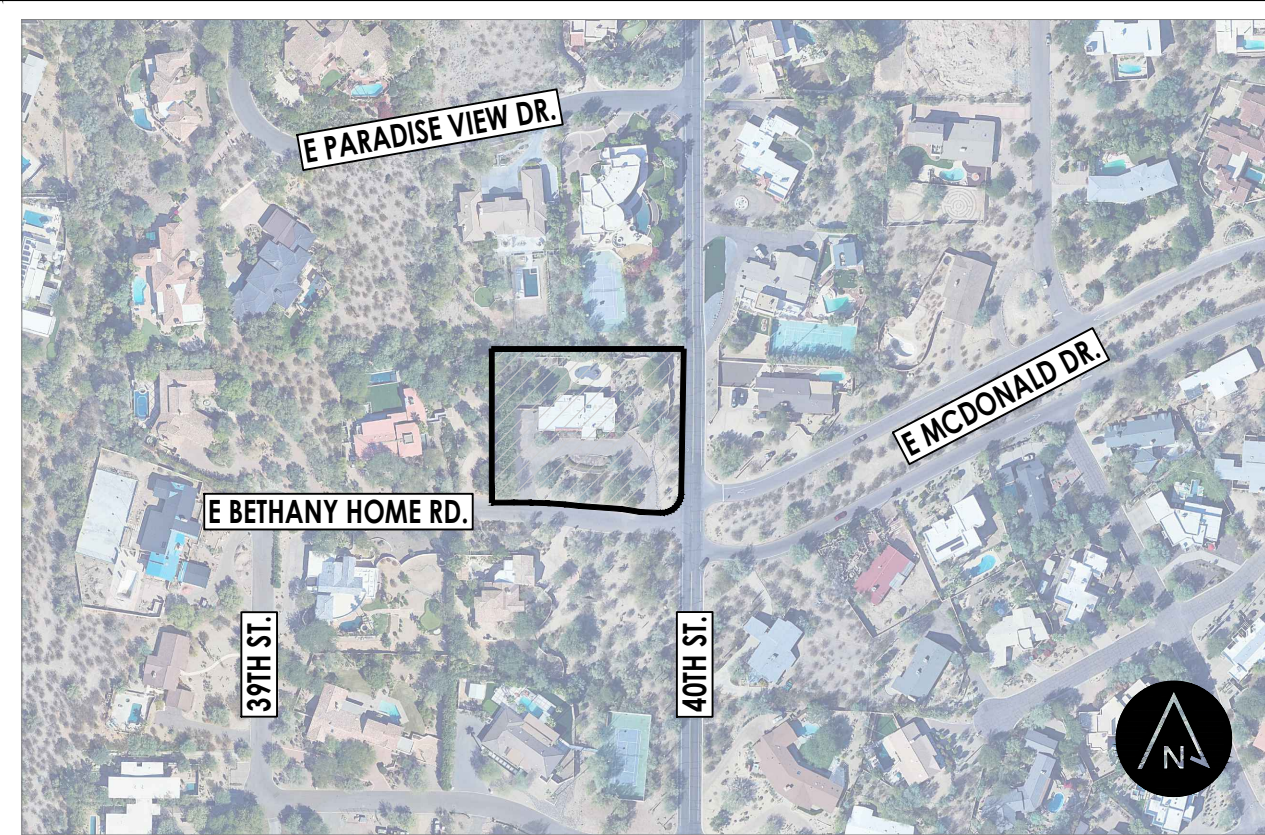 E PARADISE VIEW DR.
E MCDONALD DR.
E BETHANY HOME RD.
39TH ST.
40TH ST.
N